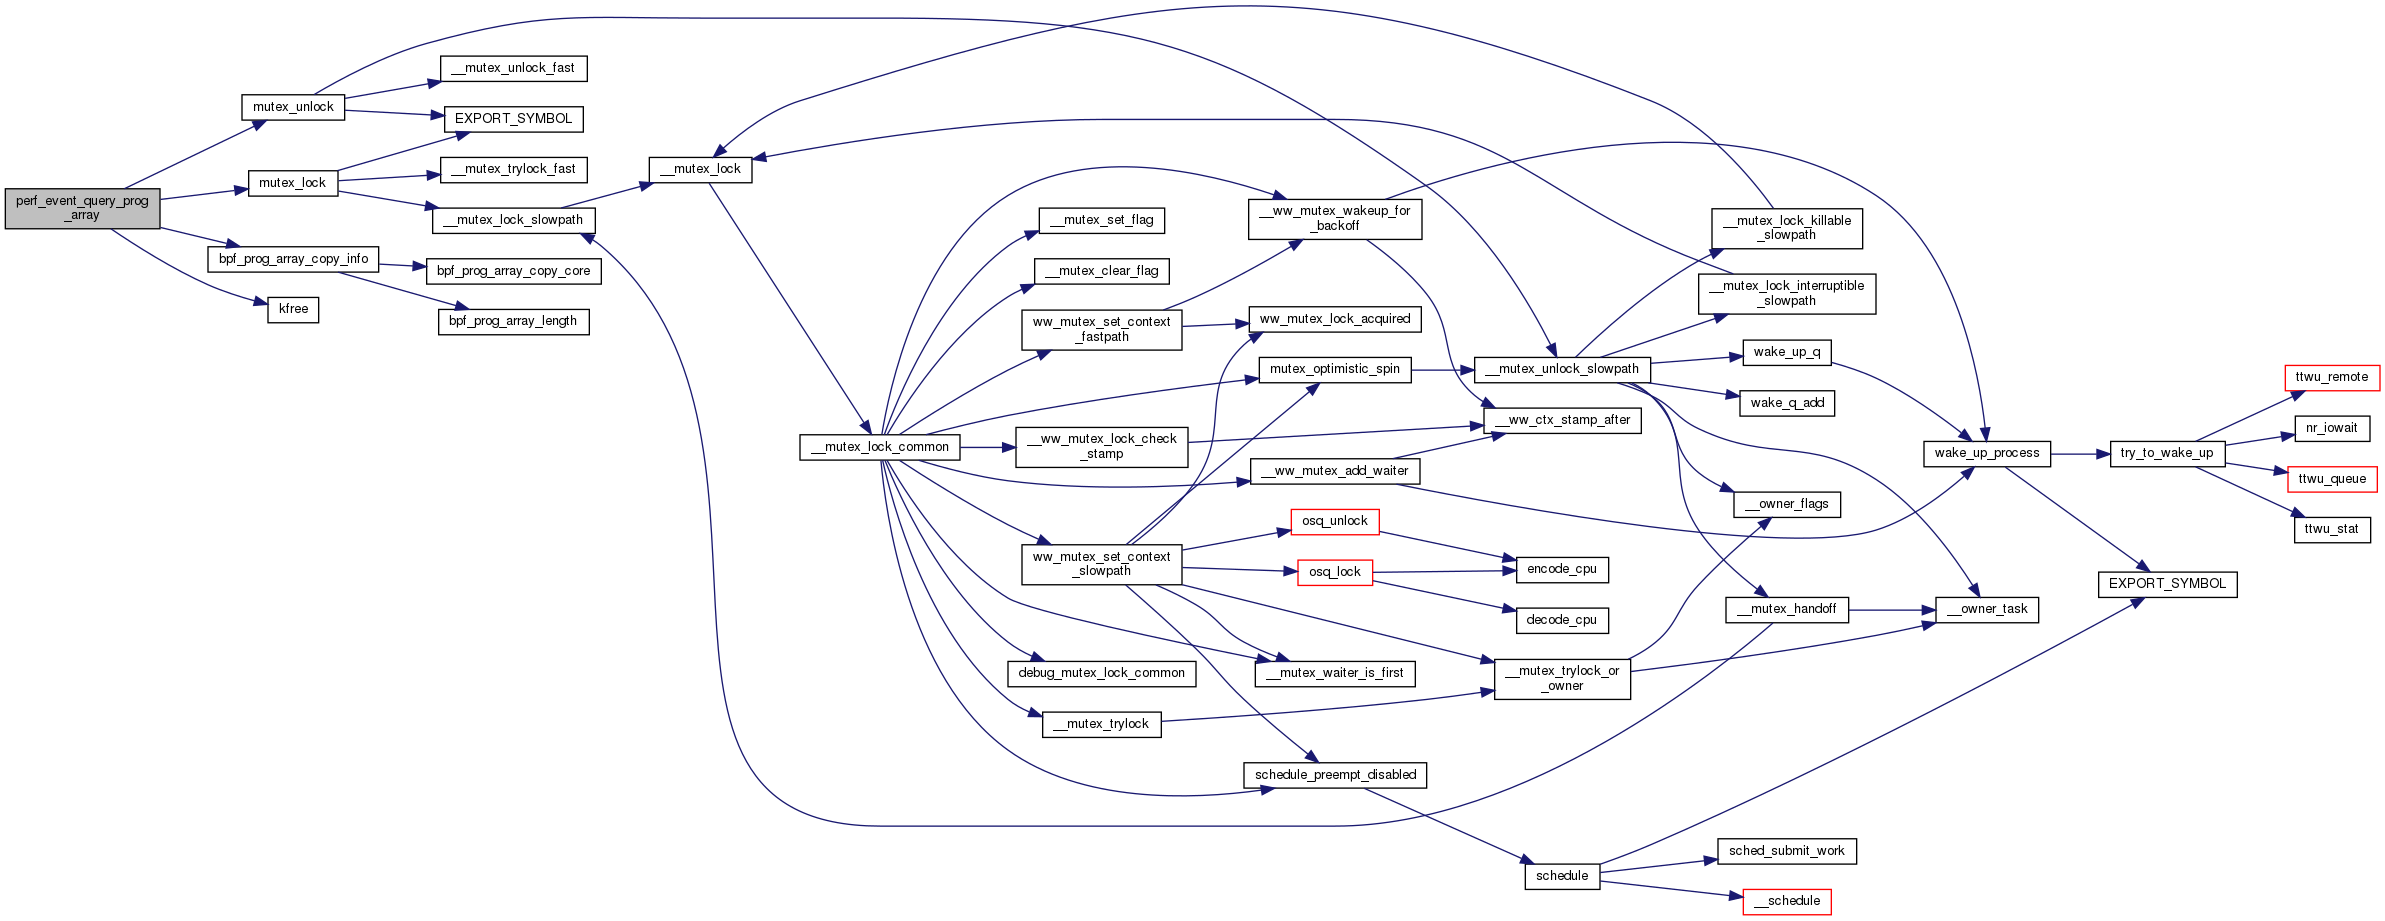 perf_event_query_prog
_array
mutex_unlock
mutex_lock
bpf_prog_array_copy_info
kfree
__mutex_unlock_fast
EXPORT_SYMBOL
__mutex_trylock_fast
__mutex_lock_slowpath
bpf_prog_array_copy_core
bpf_prog_array_length
__mutex_lock
__mutex_lock_common
__mutex_set_flag
__mutex_clear_flag
ww_mutex_set_context
_fastpath
__ww_mutex_lock_check
_stamp
ww_mutex_set_context
_slowpath
debug_mutex_lock_common
__mutex_trylock
__ww_mutex_wakeup_for
_backoff
ww_mutex_lock_acquired
mutex_optimistic_spin
__ww_mutex_add_waiter
osq_unlock
osq_lock
__mutex_waiter_is_first
schedule_preempt_disabled
__mutex_unlock_slowpath
__ww_ctx_stamp_after
encode_cpu
decode_cpu
__mutex_trylock_or
_owner
schedule
__mutex_lock_killable
_slowpath
__mutex_lock_interruptible
_slowpath
wake_up_q
wake_q_add
__owner_flags
__mutex_handoff
sched_submit_work
__schedule
wake_up_process
__owner_task
try_to_wake_up
EXPORT_SYMBOL
ttwu_remote
nr_iowait
ttwu_queue
ttwu_stat